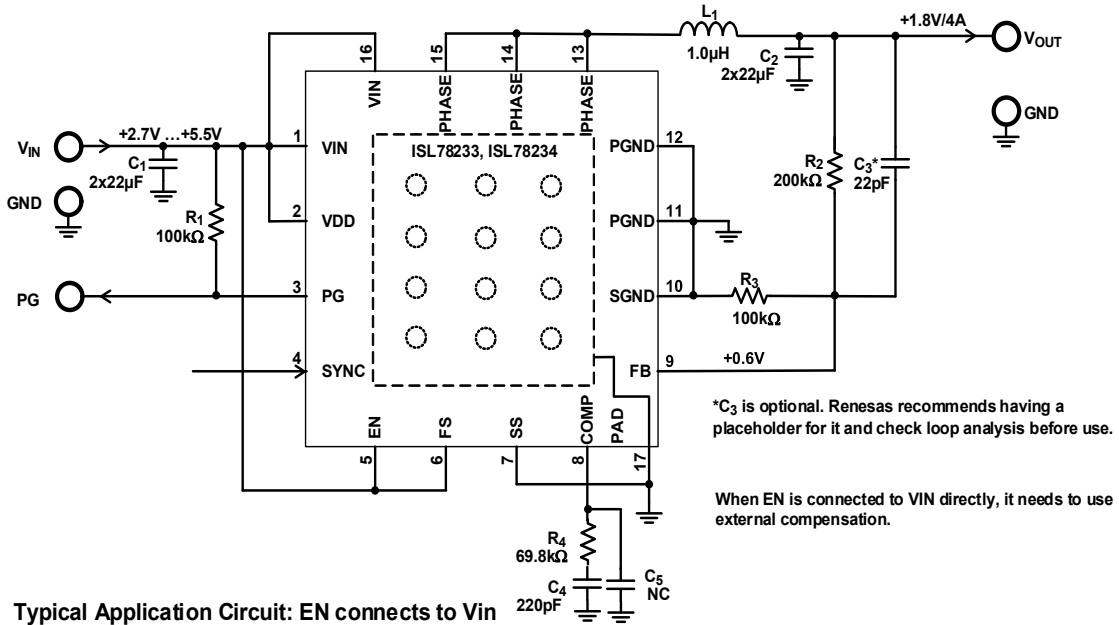 L1
1.0µH
+1.8V/4A
VOUT
C2
2x22µF
GND
16
15
14
13
VIN
PHASE
PHASE
PHASE
VIN
+2.7V ...+5.5V
C1
2x22µF
GND
R1
100kΩ
PG
1
VIN
2
VDD
3
PG
4
SYNC
ISL78233, ISL78234
12
PGND
11
PGND
10
SGND
9
FB
R3
100kΩ
+0.6V
R2
200kΩ
C3*
22pF
EN
FS
SS
COMP
PAD
5
6
7
8
17
R4
69.8kΩ
C4
220pF
C5
NC
*C3 is optional. Renesas recommends having a
placeholder for it and check loop analysis before use.
When EN is connected to VIN directly, it needs to use
external compensation.
Typical Application Circuit: EN connects to Vin